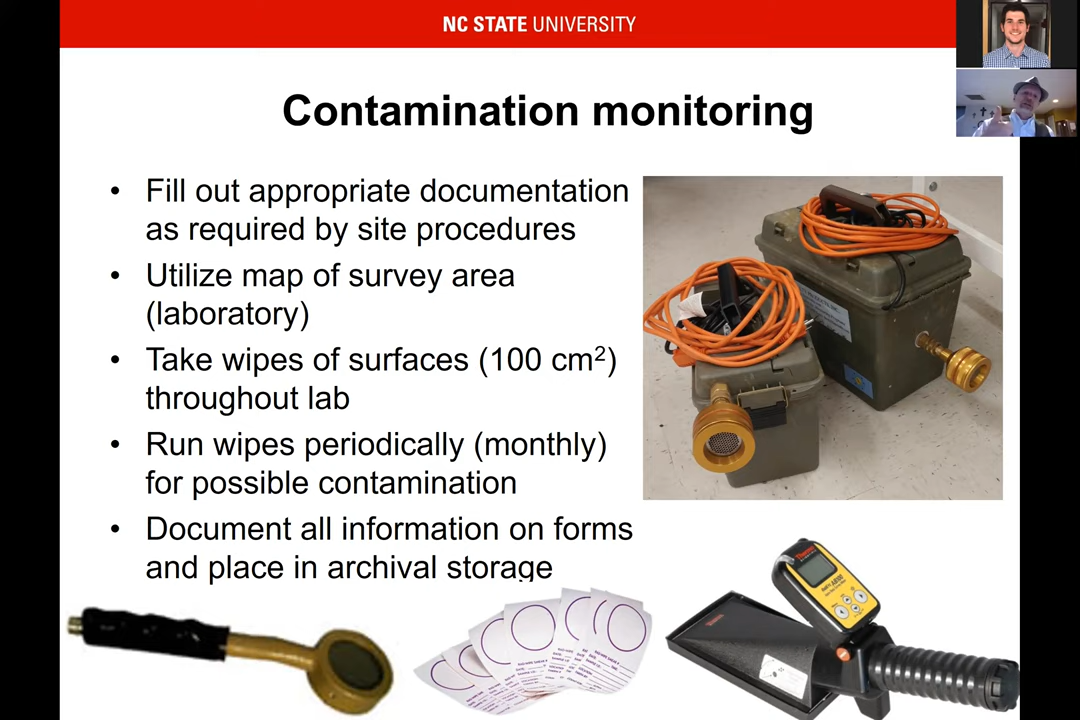 NC STATE UNIVERSITY
Contamination monitoring
• Fill out appropriate documentation
as required by site procedures
• Utilize map of survey area
(laboratory)
• Take wipes of surfaces (100 cm²)
throughout lab
• Run wipes periodically (monthly)
for possible contamination
• Document all information on forms
and place in archival storage